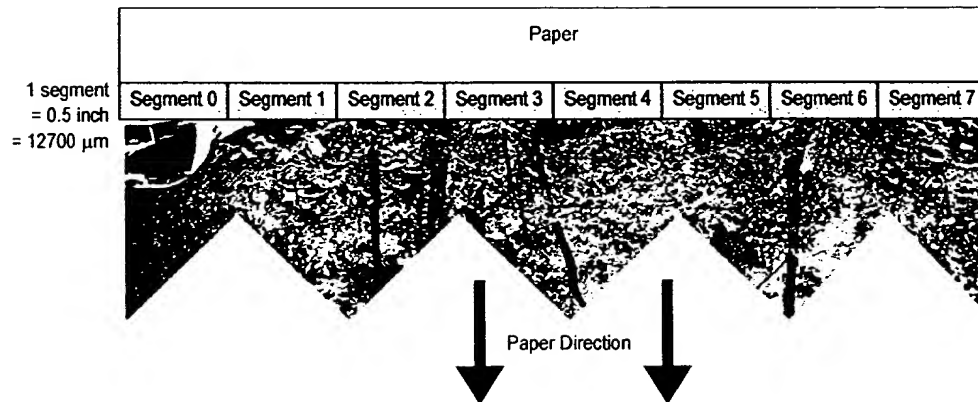 Paper
1 segment
= 0.5 inch
= 12700 μm
Segment 0 Segment 1 Segment 2 Segment 3 Segment 4 Segment 5 Segment 6 Segment 7
Paper Direction